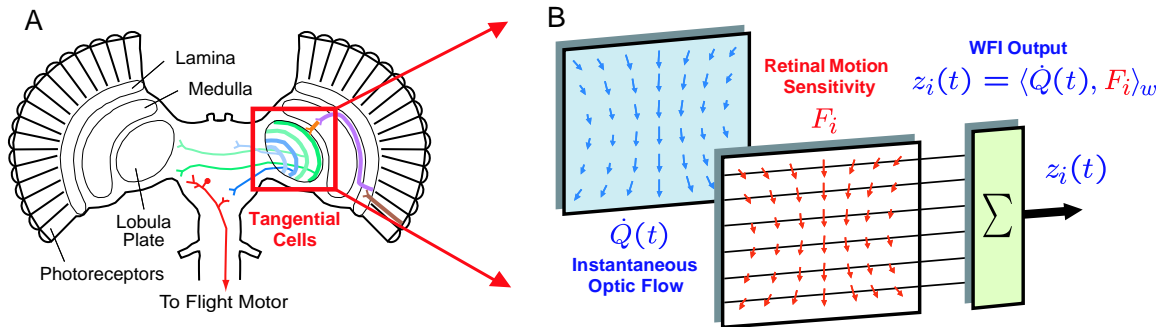 A
Lamina
Medulla
Lobula
Plate
Photoreceptors
Tangential
Cells
To Flight Motor
B
Q̇(t)
Instantaneous
Optic Flow
Retinal Motion
Sensitivity
F_i
WFI Output
z_i(t) = ⟨Q̇(t), F_i⟩_w
∑
z_i(t)